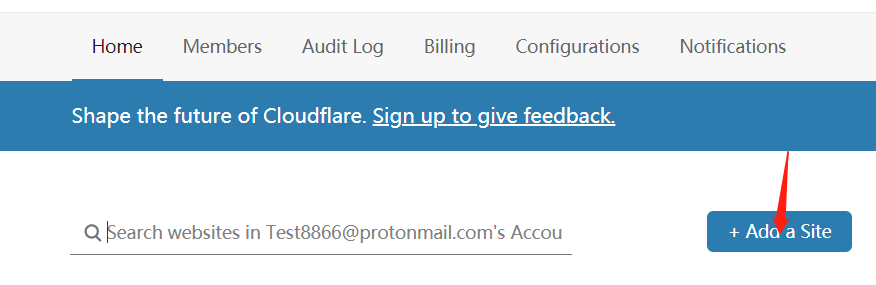 Home Members Audit Log Billing Configurations Notifications
Shape the future of Cloudflare. Sign up to give feedback.
Search websites in Test8866@protonmail.com's Accou + Add a Site